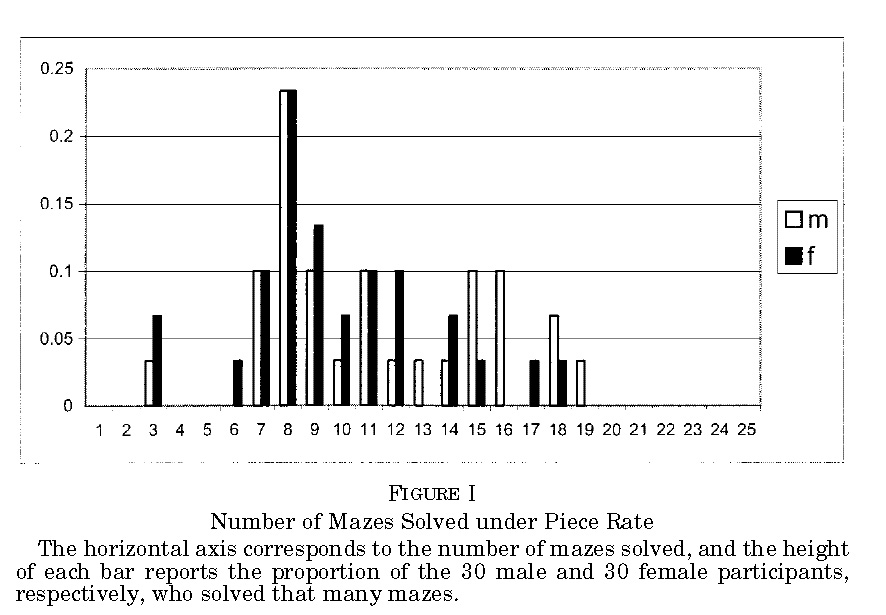 0.25
0.2
0.15
0.1
0.05
0
1 2 3 4 5 6 7 8 9 10 11 12 13 14 15 16 17 18 19 20 21 22 23 24 25
m
f
FIGURE I
Number of Mazes Solved under Piece Rate
The horizontal axis corresponds to the number of mazes solved, and the height
of each bar reports the proportion of the 30 male and 30 female participants,
respectively, who solved that many mazes.